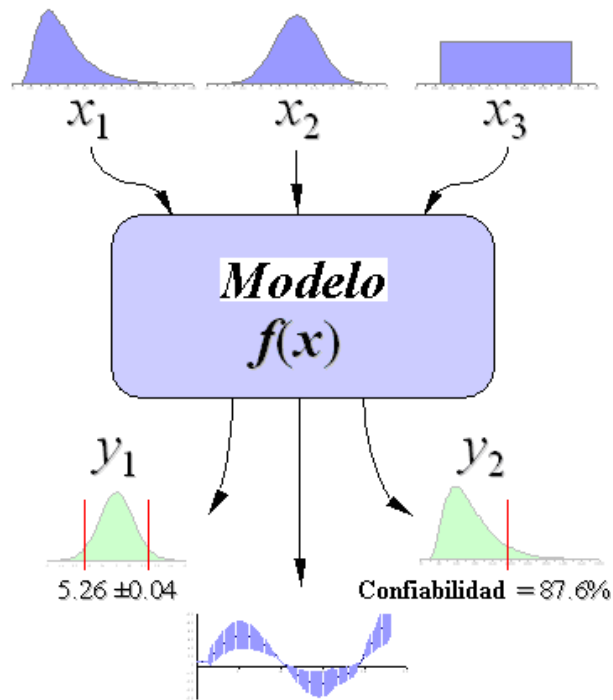 x1 x2 x3
Modelo
f(x)
y1 y2
5.26 ±0.04 Confiabilidad = 87.6%